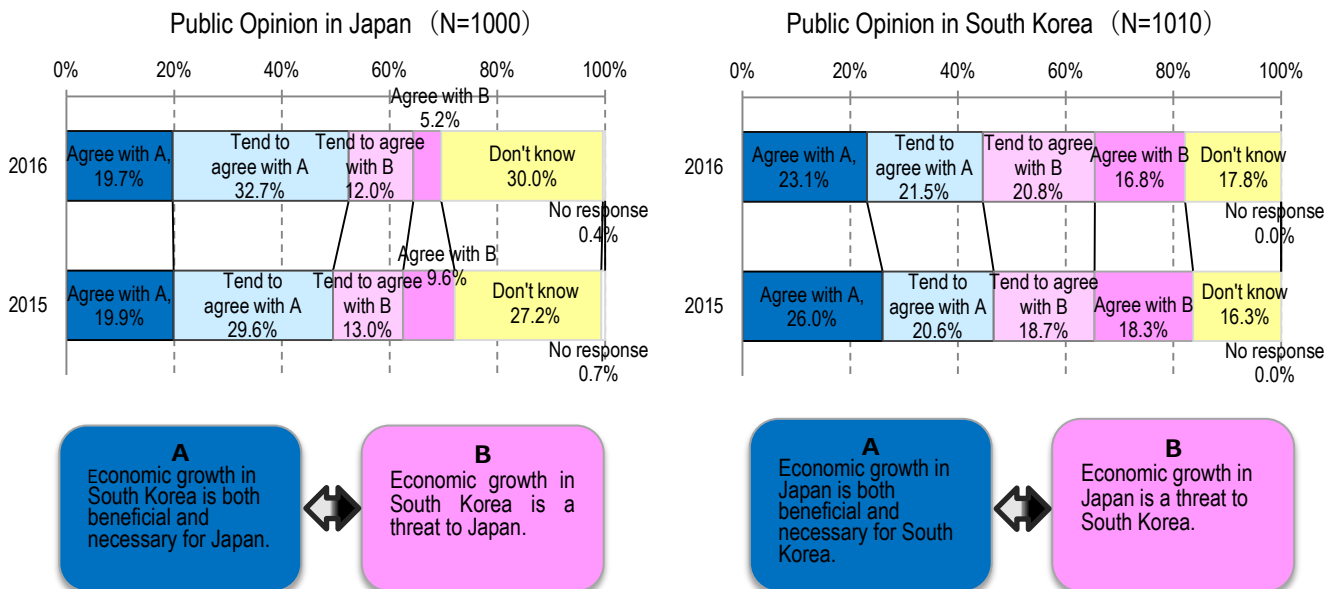 Public Opinion in Japan （N=1000）
0% 20% 40% 60% 80% 100%
Agree with B
5.2%
2016
Agree with A,
19.7%
Tend to
agree with A
32.7%
Tend to agree
with B
12.0%
Don't know
30.0%
No response
0.4%
Agree with B
9.6%
2015
Agree with A,
19.9%
Tend to
agree with A
29.6%
Tend to agree
with B
13.0%
Don't know
27.2%
No response
0.7%
A
Economic growth in
South Korea is both
beneficial and
necessary for Japan.
B
Economic growth in
South Korea is a
threat to Japan.
Public Opinion in South Korea （N=1010）
0% 20% 40% 60% 80% 100%
2016
Agree with A,
23.1%
Tend to
agree with A
21.5%
Tend to agree
with B
20.8%
Agree with B
16.8%
Don't know
17.8%
No response
0.0%
2015
Agree with A,
26.0%
Tend to
agree with A
20.6%
Tend to agree
with B
18.7%
Agree with B
18.3%
Don't know
16.3%
No response
0.0%
A
Economic growth in
Japan is both
beneficial and
necessary for South
Korea.
B
Economic growth in
Japan is a threat to
South Korea.